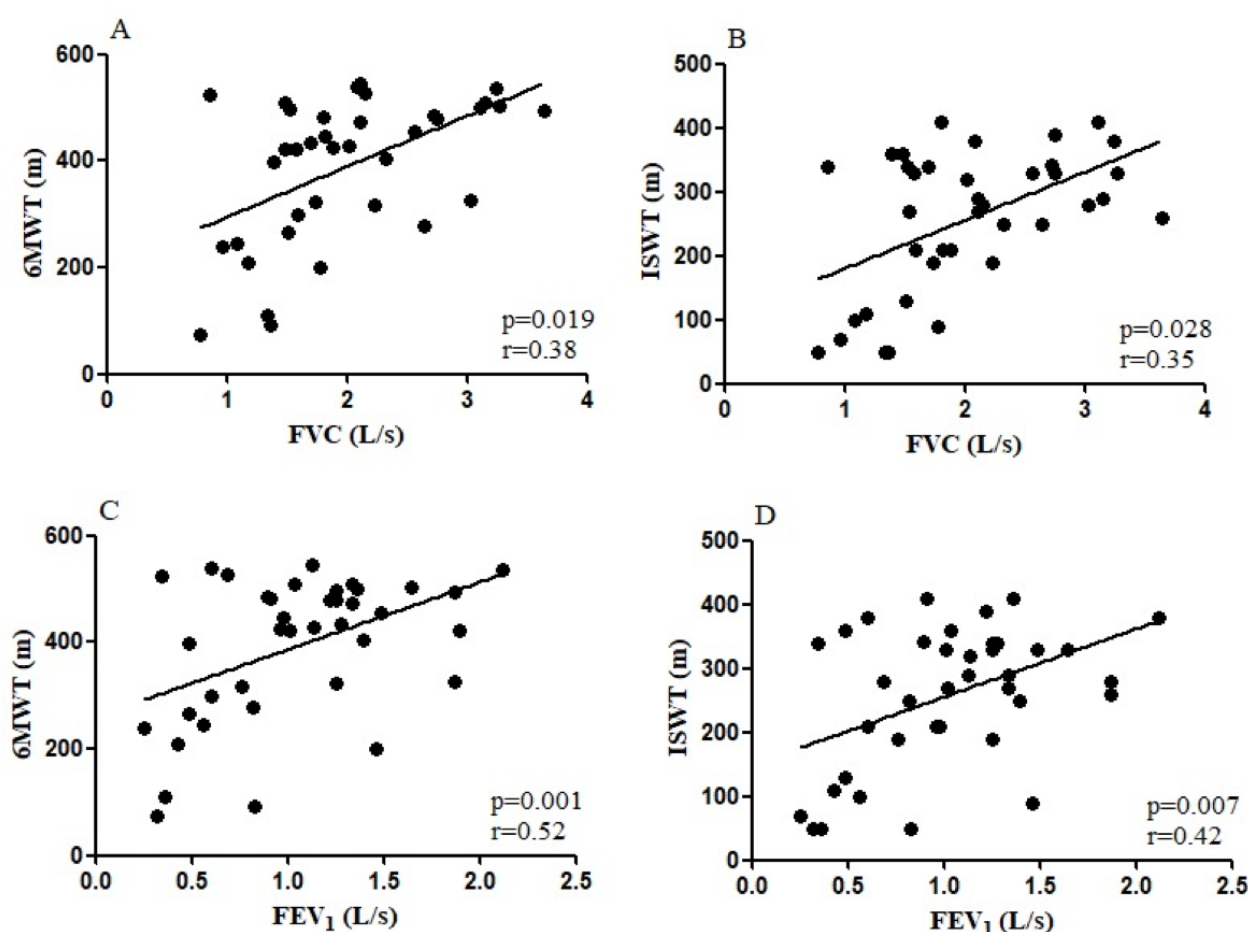 A
600
400
200
0
6MWT (m)
p=0.019
r=0.38
0 1 2 3 4
FVC (L/s)
B
500
400
300
200
100
0
ISWT (m)
p=0.028
r=0.35
0 1 2 3 4
FVC (L/s)
C
600
400
200
0
6MWT (m)
p=0.001
r=0.52
0.0 0.5 1.0 1.5 2.0 2.5
FEV₁ (L/s)
D
500
400
300
200
100
0
ISWT (m)
p=0.007
r=0.42
0.0 0.5 1.0 1.5 2.0 2.5
FEV₁ (L/s)